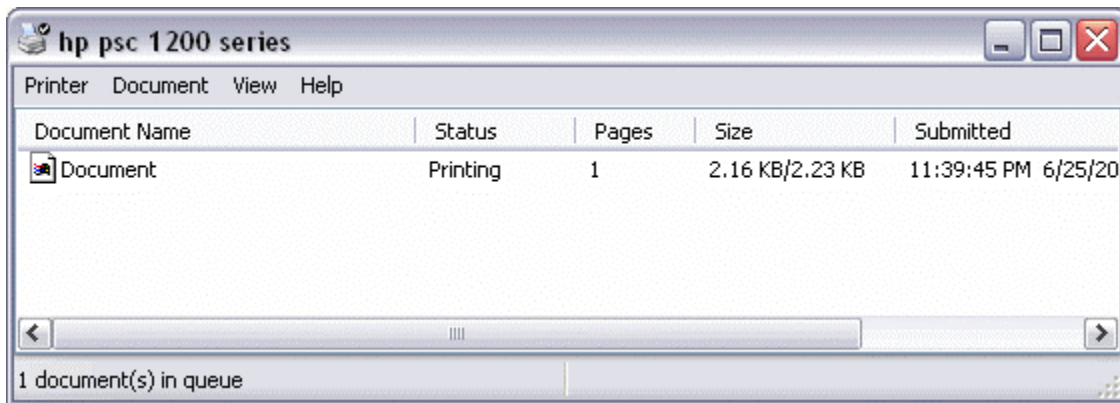 hp psc 1200 series
Printer Document View Help
Document Name Status Pages Size Submitted
Document Printing 1 2.16 KB/2.23 KB 11:39:45 PM 6/25/20
1 document(s) in queue